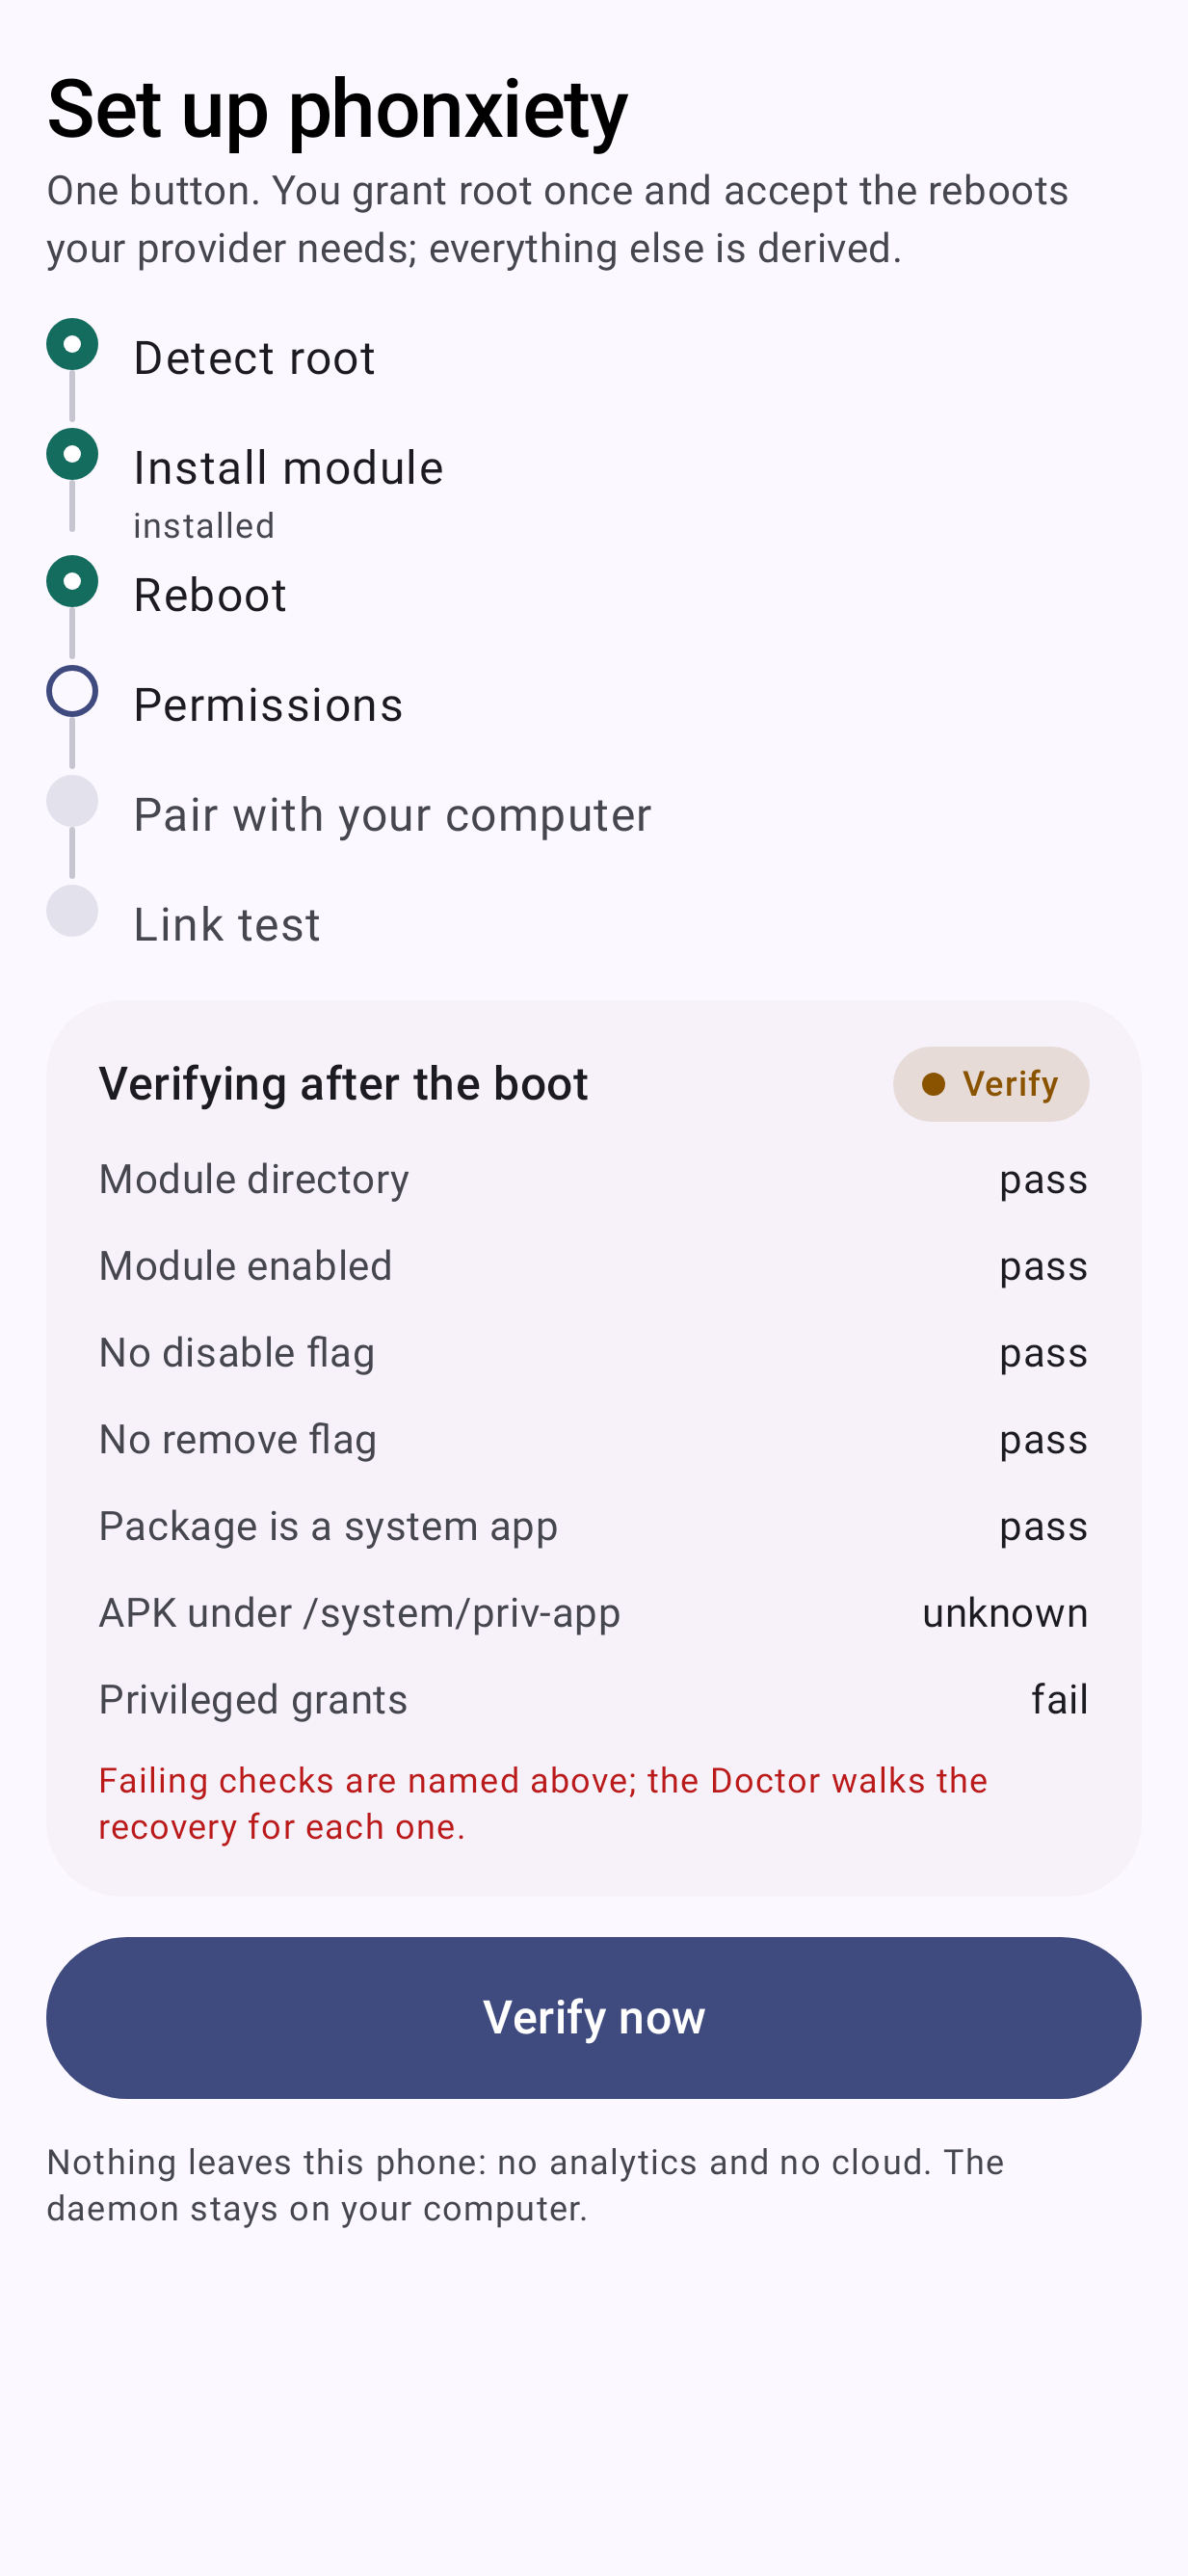 Set up phonxiety
One button. You grant root once and accept the reboots
your provider needs; everything else is derived.
Detect root
Install module
installed
Reboot
Permissions
Pair with your computer
Link test
Verifying after the boot
Verify
Module directory pass
Module enabled pass
No disable flag pass
No remove flag pass
Package is a system app pass
APK under /system/priv-app unknown
Privileged grants fail
Failing checks are named above; the Doctor walks the
recovery for each one.
Verify now
Nothing leaves this phone: no analytics and no cloud. The
daemon stays on your computer.